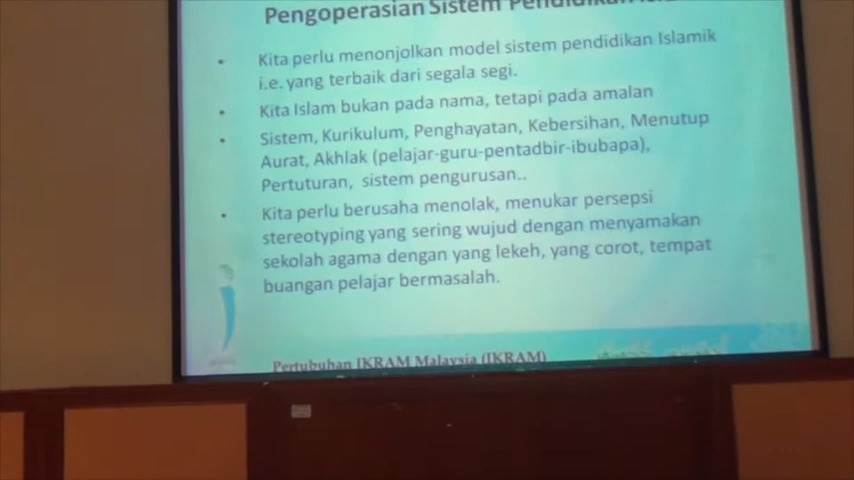 Pengoperasian Sistem Pendidikan
Kita perlu menonjolkan model sistem pendidikan Islamik
i.e. yang terbaik dari segala segi.
Kita Islam bukan pada nama, tetapi pada amalan
Sistem, Kurikulum, Penghayatan, Kebersihan, Menutup
Aurat, Akhlak (pelajar-guru-pentadbir-ibubapa),
Pertuturan, sistem pengurusan..
Kita perlu berusaha menolak, menukar persepsi
stereotyping yang sering wujud dengan menyamakan
sekolah agama dengan yang lekeh, yang corot, tempat
buangan pelajar bermasalah.
Pertubuhan IKRAM Malaysia (IKRAM)